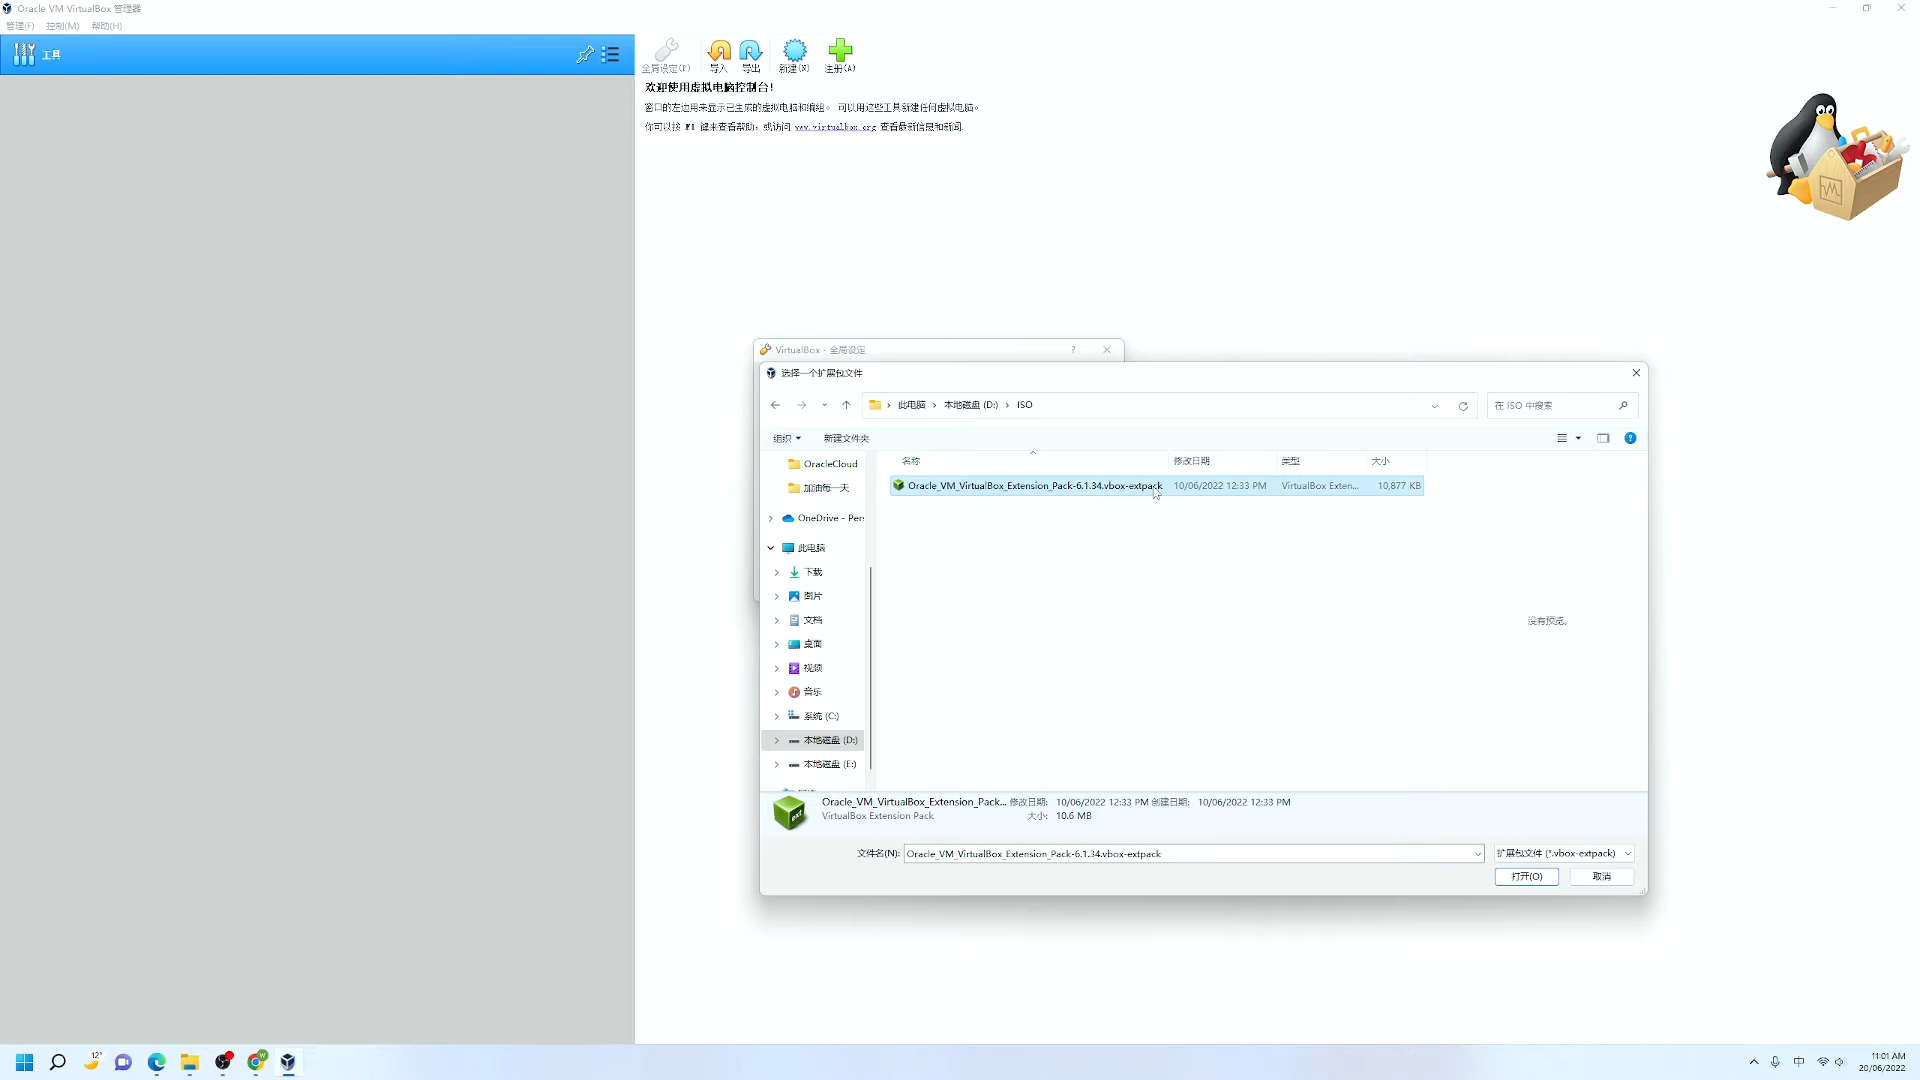 Oracle VM VirtualBox 管理器
管理(F) 控制(M) 帮助(H)
工具
全局设定(P) 导入 导出 新建(N) 注册(A)
欢迎使用虚拟电脑控制台!
窗口的左边用来显示已生成的虚拟电脑和编组。 可以用这些工具新建任何虚拟电脑。
你可以按 F1 键来查看帮助，或访问 www.virtualbox.org 查看最新信息和新闻.
VirtualBox - 全局设定
选择一个扩展包文件
此电脑 › 本地磁盘 (D:) › ISO
在 ISO 中搜索
组织 新建文件夹
名称 修改日期 类型 大小
Oracle_VM_VirtualBox_Extension_Pack-6.1.34.vbox-extpack 10/06/2022 12:33 PM VirtualBox Exten... 10,877 KB
OracleCloud
加油每一天
OneDrive - Pers
此电脑
下载
图片
文档
桌面
视频
音乐
系统 (C:)
本地磁盘 (D:)
本地磁盘 (E:)
没有预览。
Oracle_VM_VirtualBox_Extension_Pack... 修改日期: 10/06/2022 12:33 PM 创建日期: 10/06/2022 12:33 PM
VirtualBox Extension Pack 大小: 10.6 MB
文件名(N): Oracle_VM_VirtualBox_Extension_Pack-6.1.34.vbox-extpack 扩展包文件 (*.vbox-extpack)
打开(O) 取消
12°
中
11:01 AM
20/06/2022